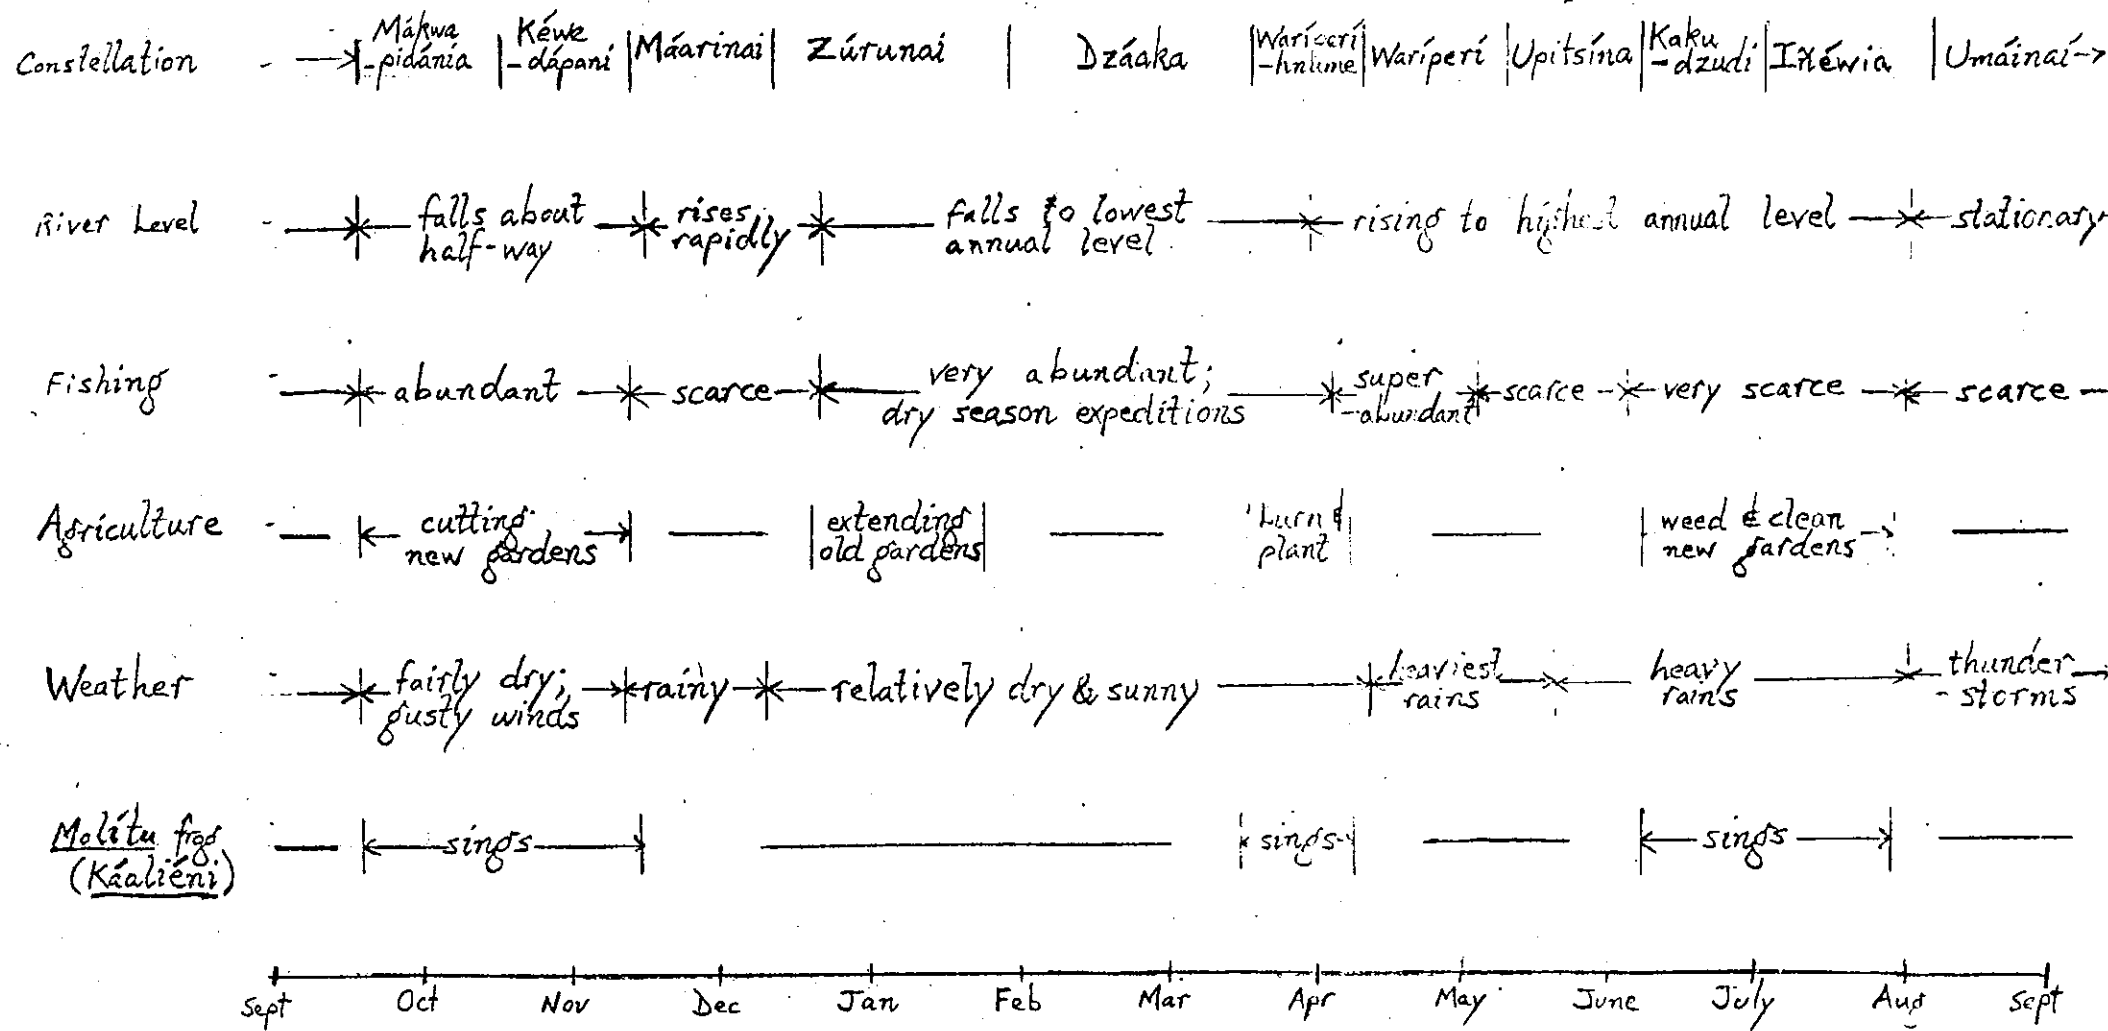 Constellation
Mákwa
-pidánia
Kéwe
-dápani
Máarinai
Zúrunai
Dzáaka
-hnúme
Waríperí
Upitsína
Kaku
-dzudi
Umáinaí
River Level
falls about
half-way
rises
rapidly
falls to lowest
annual level
rising to highest annual level
stationary
Fishing
abundant
scarce
very abundant;
dry season expeditions
super
-abundant
scarce
very scarce
scarce
Agriculture
cutting
new gardens
extending
old gardens
burn &
plant
weed & clean
new gardens
Weather
fairly dry;
gusty winds
rainy
relatively dry & sunny
heaviest
rains
heavy
rains
thunder
-storms
Molítu frog
(Káaliéni)
sings
sings
sings
Sept Oct Nov Dec Jan Feb Mar Apr May June July Aug Sept